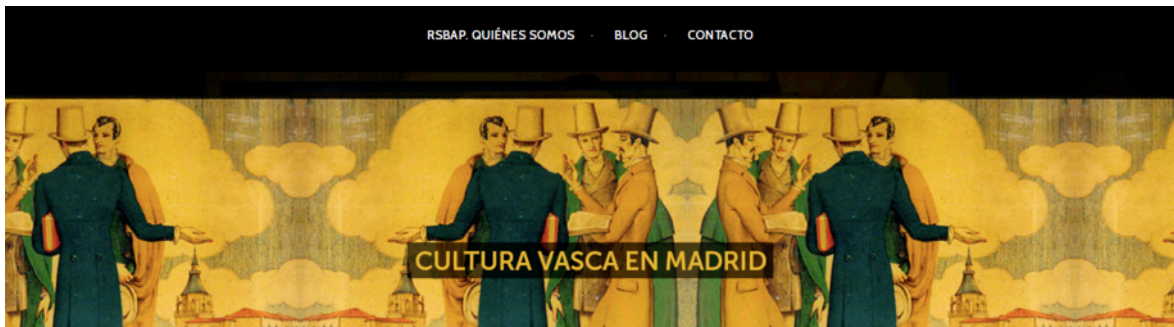 RSBAP. QUIÉNES SOMOS · BLOG · CONTACTO
CULTURA VASCA EN MADRID